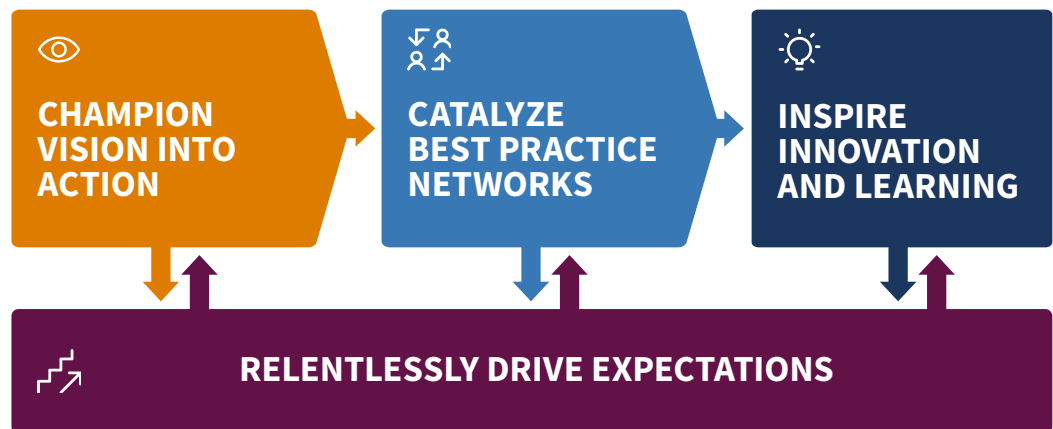 CHAMPION
VISION INTO
ACTION
CATALYZE
BEST PRACTICE
NETWORKS
INSPIRE
INNOVATION
AND LEARNING
RELENTLESSLY DRIVE EXPECTATIONS